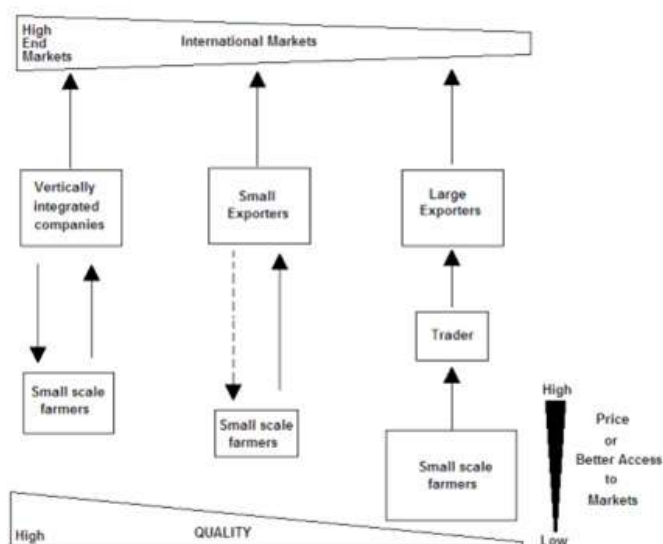 High
End
Markets
International Markets
Vertically
integrated
companies
Small
Exporters
Large
Exporters
Trader
Small scale
farmers
Small scale
farmers
Small scale
farmers
High
Price
or
Better Access
to
Markets
Low
High
QUALITY